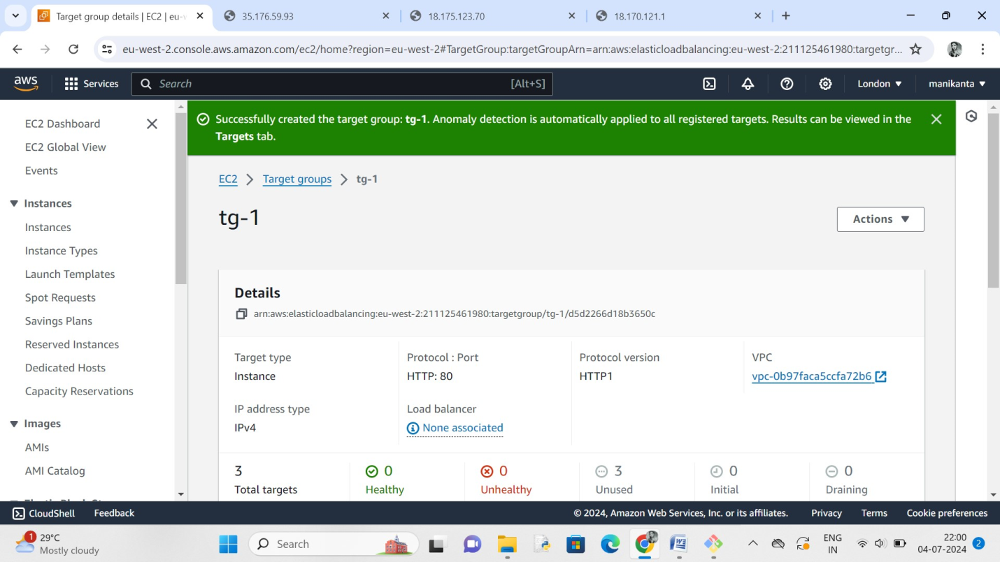 Target group details | EC2 | eu-w
35.176.59.93
18.175.123.70
18.170.121.1
eu-west-2.console.aws.amazon.com/ec2/home?region=eu-west-2#TargetGroup:targetGroupArn=arn:aws:elasticloadbalancing:eu-west-2:211125461980:targetgr...
aws
Services
Search
[Alt+S]
London
manikanta
EC2 Dashboard
EC2 Global View
Events
Instances
Instances
Instance Types
Launch Templates
Spot Requests
Savings Plans
Reserved Instances
Dedicated Hosts
Capacity Reservations
Images
AMIs
AMI Catalog
Successfully created the target group: tg-1. Anomaly detection is automatically applied to all registered targets. Results can be viewed in the
Targets tab.
EC2 > Target groups > tg-1
tg-1
Actions
Details
arn:aws:elasticloadbalancing:eu-west-2:211125461980:targetgroup/tg-1/d5d2266d18b3650c
Target type
Instance
Protocol : Port
HTTP: 80
Protocol version
HTTP1
VPC
vpc-0b97faca5ccfa72b6
IP address type
IPv4
Load balancer
None associated
3
Total targets
0
Healthy
0
Unhealthy
3
Unused
0
Initial
0
Draining
CloudShell
Feedback
© 2024, Amazon Web Services, Inc. or its affiliates.
Privacy
Terms
Cookie preferences
1
29°C
Mostly cloudy
Search
ENG
IN
22:00
04-07-2024
2